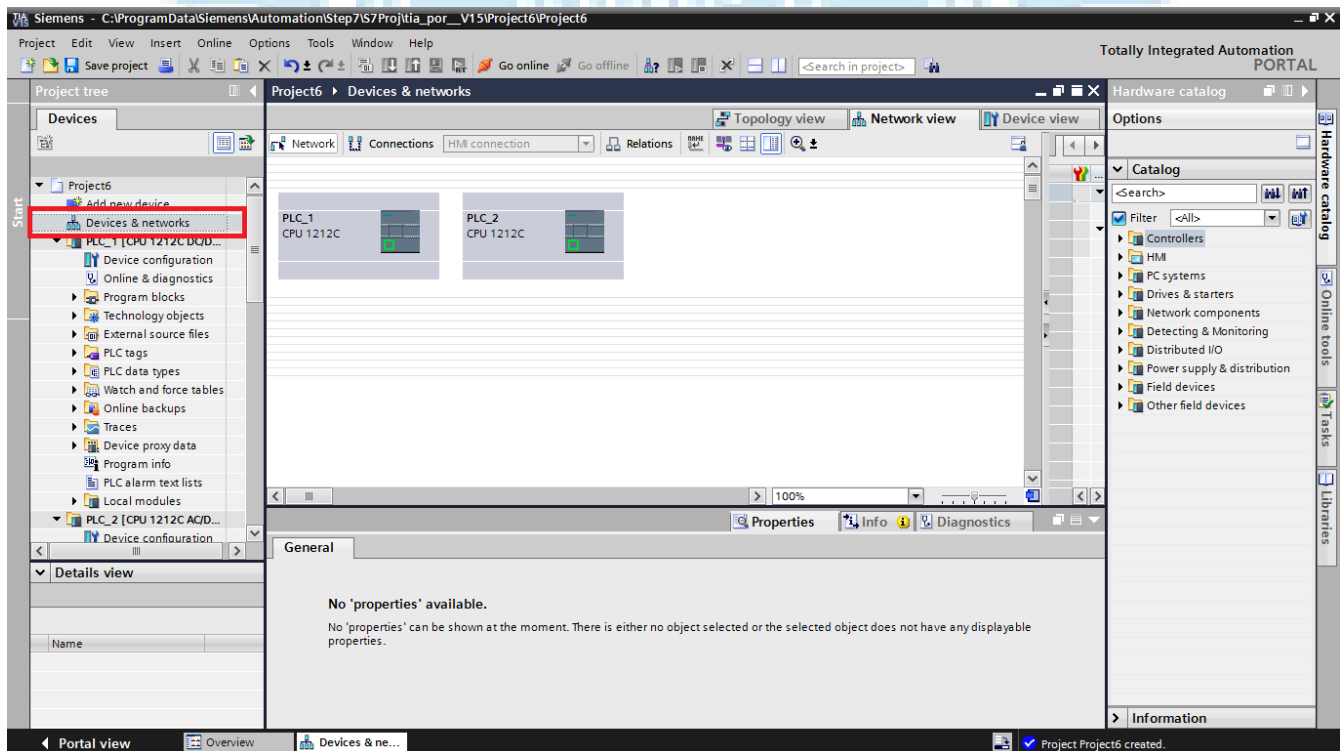 Siemens - C:\ProgramData\Siemens\Automation\Step7\S7Proj\tia_por__V15\Project6\Project6
Project Edit View Insert Online Options Tools Window Help
Totally Integrated Automation
PORTAL
Save project Go online Go offline <Search in project>
Project tree
Project6 Devices & networks
Hardware catalog
Devices
Topology view Network view Device view
Options
Network Connections HMI connection Relations
Catalog
<Search>
Filter <All>
Controllers
HMI
PC systems
Drives & starters
Network components
Detecting & Monitoring
Distributed I/O
Power supply & distribution
Field devices
Other field devices
Information
Start
Project6
Add new device
Devices & networks
PLC_1 [CPU 1212C DC/D...
Device configuration
Online & diagnostics
Program blocks
Technology objects
External source files
PLC tags
PLC data types
Watch and force tables
Online backups
Traces
Device proxy data
Program info
PLC alarm text lists
Local modules
PLC_2 [CPU 1212C AC/D...
Device configuration
PLC_1
CPU 1212C
PLC_2
CPU 1212C
100%
Properties Info Diagnostics
General
No 'properties' available.
No 'properties' can be shown at the moment. There is either no object selected or the selected object does not have any displayable
properties.
Details view
Name
Hardware catalog
Online tools
Tasks
Libraries
Portal view Overview Devices & ne... Project Project6 created.